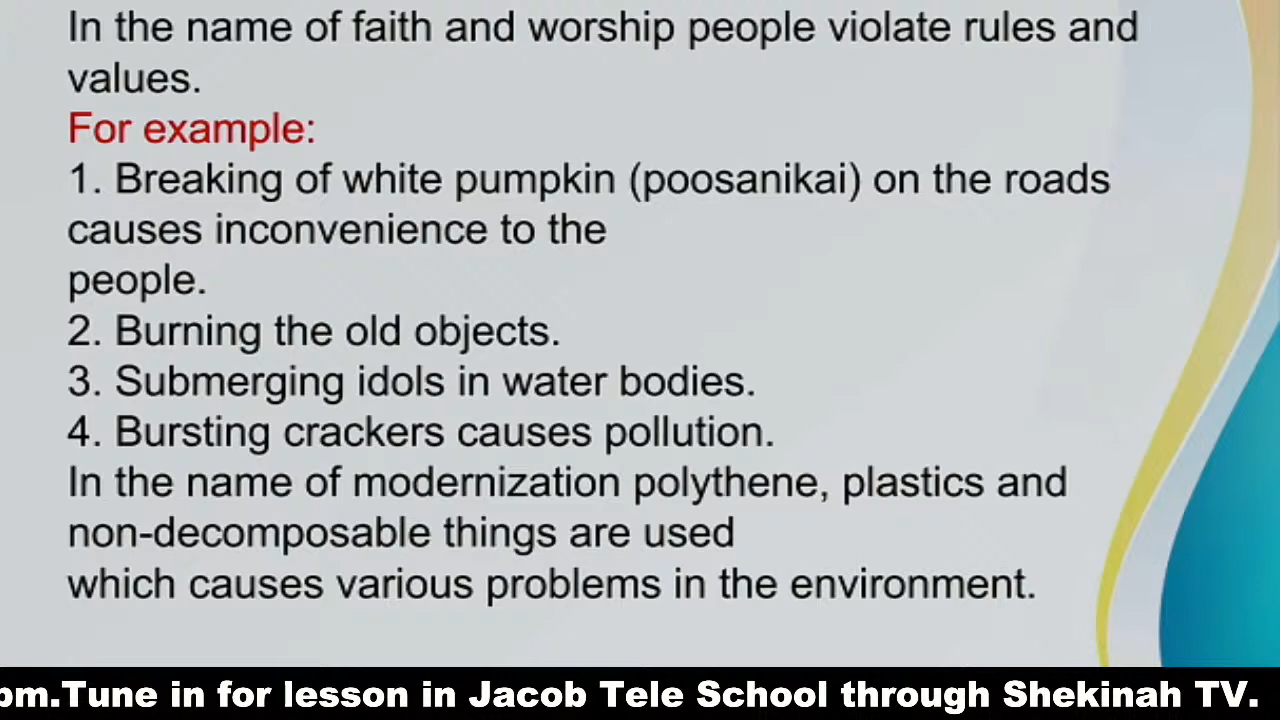 In the name of faith and worship people violate rules and
values.
For example:
1. Breaking of white pumpkin (poosanikai) on the roads
causes inconvenience to the
people.
2. Burning the old objects.
3. Submerging idols in water bodies.
4. Bursting crackers causes pollution.
In the name of modernization polythene, plastics and
non-decomposable things are used
which causes various problems in the environment.
pm.Tune in for lesson in Jacob Tele School through Shekinah TV.